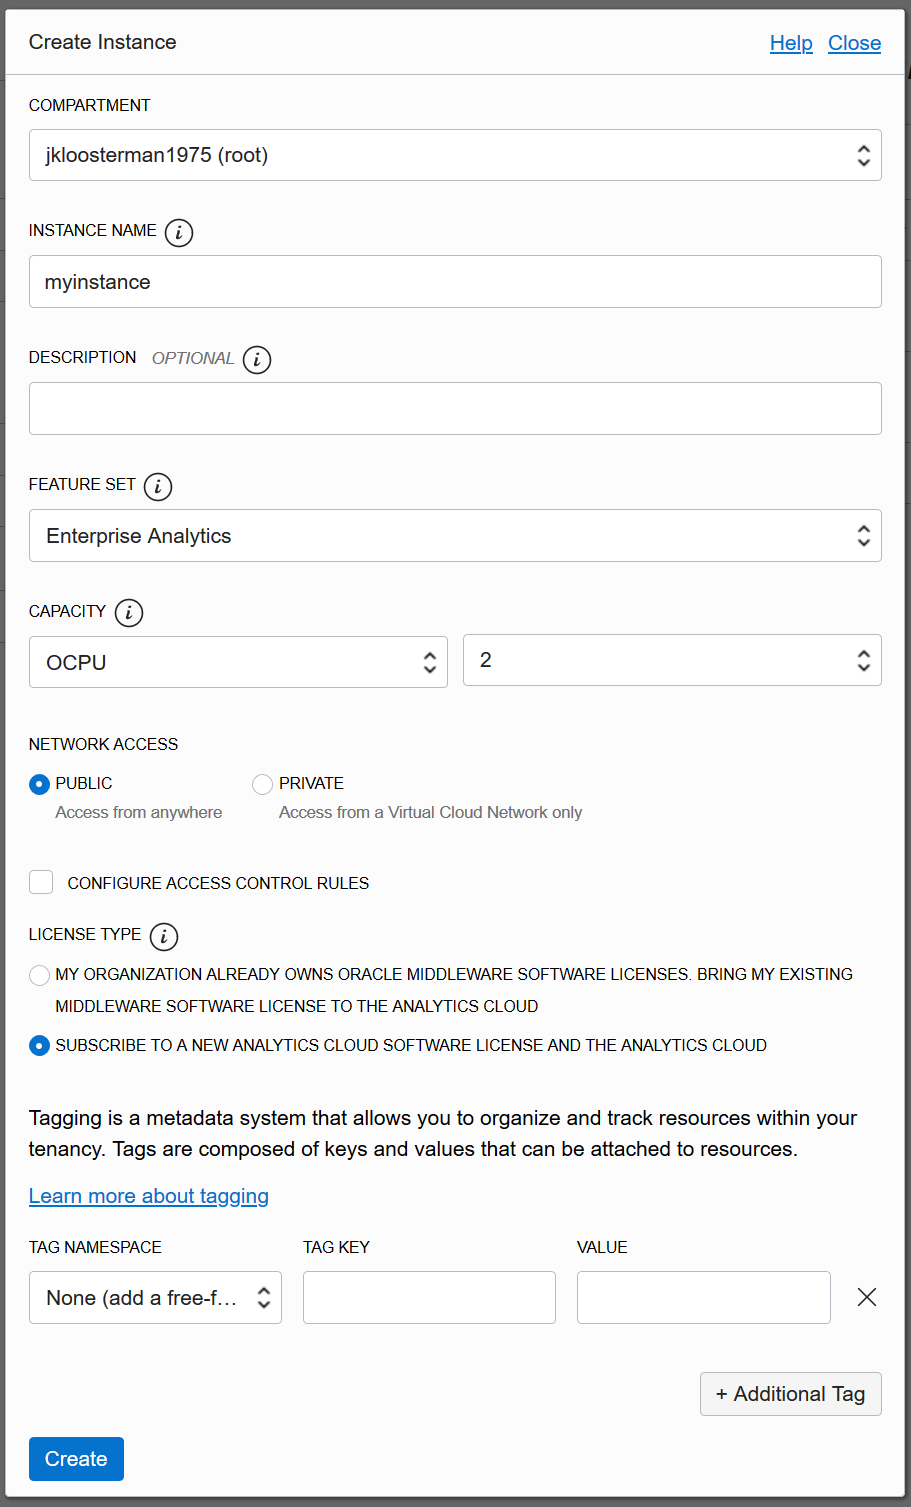 Create Instance
Help Close
COMPARTMENT
jkloosterman1975 (root)
INSTANCE NAME i
myinstance
DESCRIPTION OPTIONAL i
FEATURE SET i
Enterprise Analytics
CAPACITY i
OCPU 2
NETWORK ACCESS
PUBLIC PRIVATE
Access from anywhere Access from a Virtual Cloud Network only
CONFIGURE ACCESS CONTROL RULES
LICENSE TYPE i
MY ORGANIZATION ALREADY OWNS ORACLE MIDDLEWARE SOFTWARE LICENSES. BRING MY EXISTING
MIDDLEWARE SOFTWARE LICENSE TO THE ANALYTICS CLOUD
SUBSCRIBE TO A NEW ANALYTICS CLOUD SOFTWARE LICENSE AND THE ANALYTICS CLOUD
Tagging is a metadata system that allows you to organize and track resources within your
tenancy. Tags are composed of keys and values that can be attached to resources.
Learn more about tagging
TAG NAMESPACE TAG KEY VALUE
None (add a free-f...
+ Additional Tag
Create